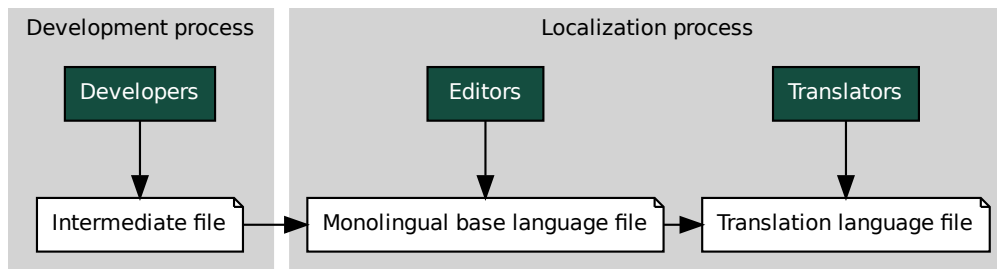 Development process
Localization process
Developers
Editors
Translators
Intermediate file
Monolingual base language file
Translation language file